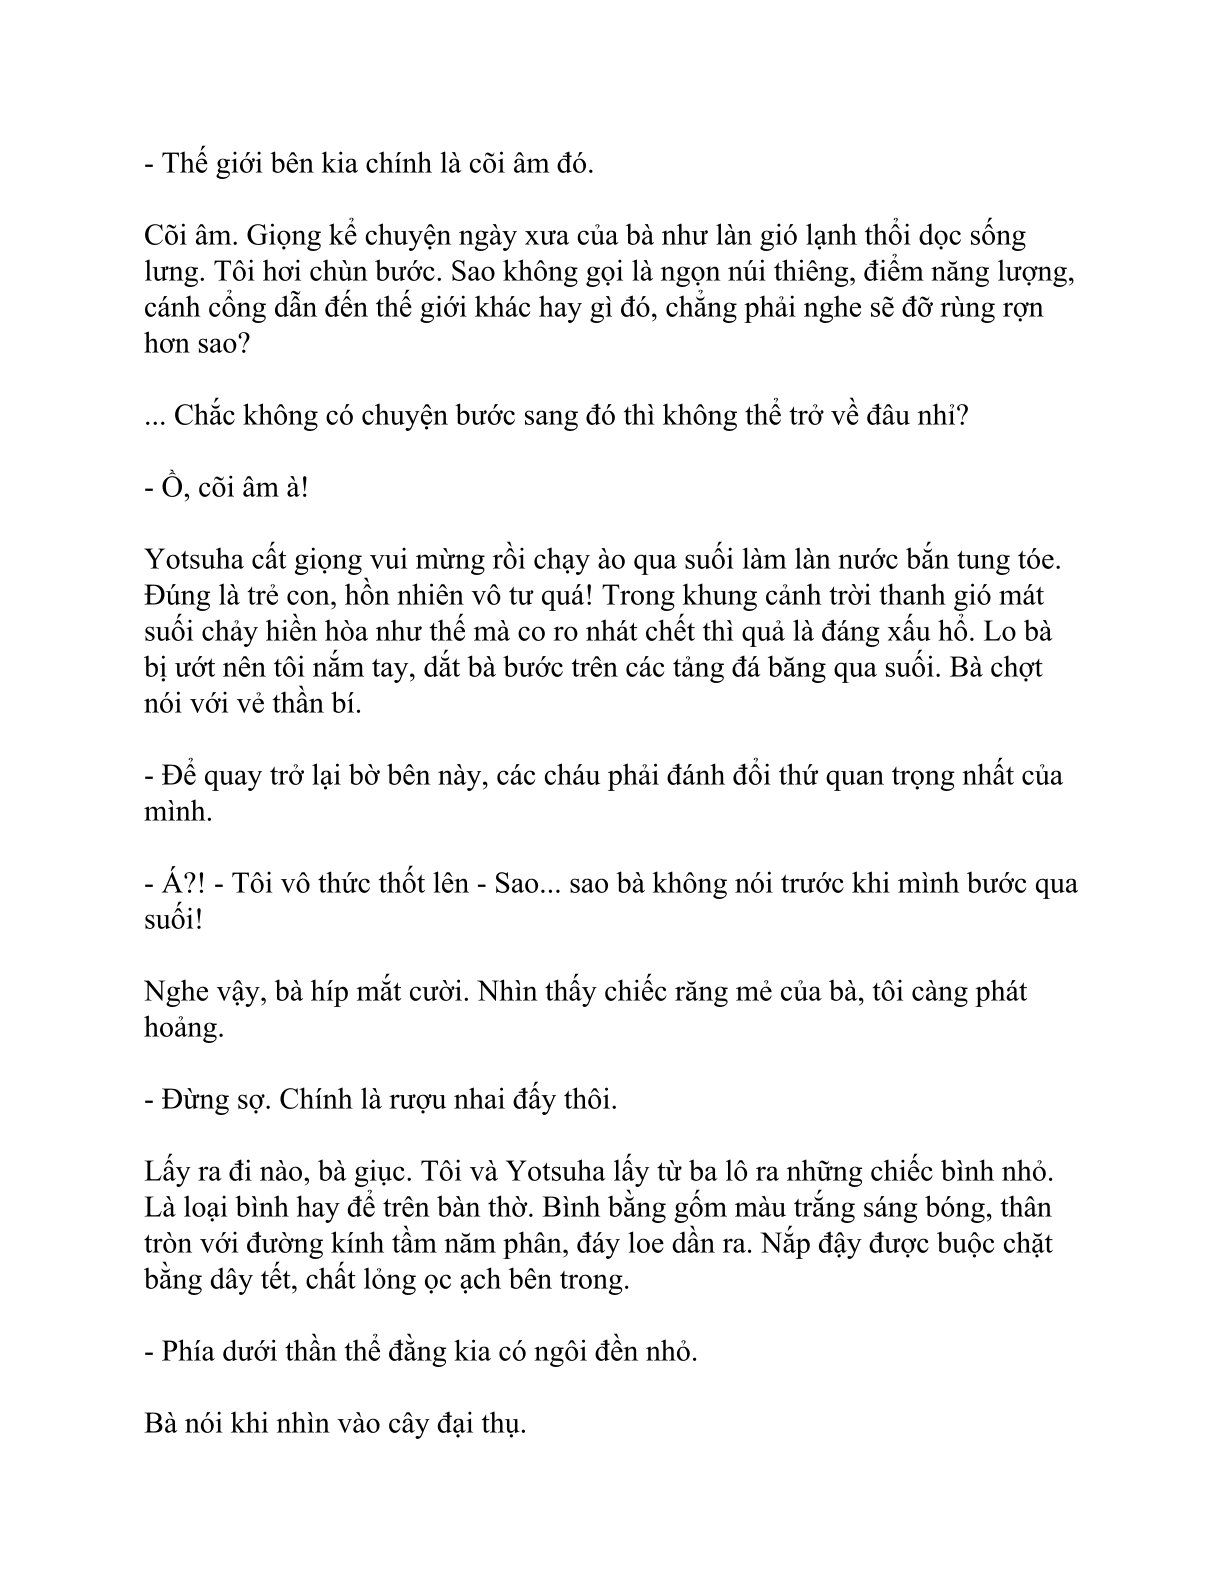 - Thế giới bên kia chính là cõi âm đó.
Cõi âm. Giọng kể chuyện ngày xưa của bà như làn gió lạnh thổi dọc sống
lưng. Tôi hơi chùn bước. Sao không gọi là ngọn núi thiêng, điểm năng lượng,
cánh cổng dẫn đến thế giới khác hay gì đó, chẳng phải nghe sẽ đỡ rùng rợn
hơn sao?
... Chắc không có chuyện bước sang đó thì không thể trở về đâu nhỉ?
- Ồ, cõi âm à!
Yotsuha cất giọng vui mừng rồi chạy ào qua suối làm làn nước bắn tung tóe.
Đúng là trẻ con, hồn nhiên vô tư quá! Trong khung cảnh trời thanh gió mát
suối chảy hiền hòa như thế mà co ro nhát chết thì quả là đáng xấu hổ. Lo bà
bị ướt nên tôi nắm tay, dắt bà bước trên các tảng đá băng qua suối. Bà chợt
nói với vẻ thần bí.
- Để quay trở lại bờ bên này, các cháu phải đánh đổi thứ quan trọng nhất của
mình.
- Á?! - Tôi vô thức thốt lên - Sao... sao bà không nói trước khi mình bước qua
suối!
Nghe vậy, bà híp mắt cười. Nhìn thấy chiếc răng mẻ của bà, tôi càng phát
hoảng.
- Đừng sợ. Chính là rượu nhai đấy thôi.
Lấy ra đi nào, bà giục. Tôi và Yotsuha lấy từ ba lô ra những chiếc bình nhỏ.
Là loại bình hay để trên bàn thờ. Bình bằng gốm màu trắng sáng bóng, thân
tròn với đường kính tầm năm phân, đáy loe dần ra. Nắp đậy được buộc chặt
bằng dây tết, chất lỏng ọc ạch bên trong.
- Phía dưới thần thể đằng kia có ngôi đền nhỏ.
Bà nói khi nhìn vào cây đại thụ.